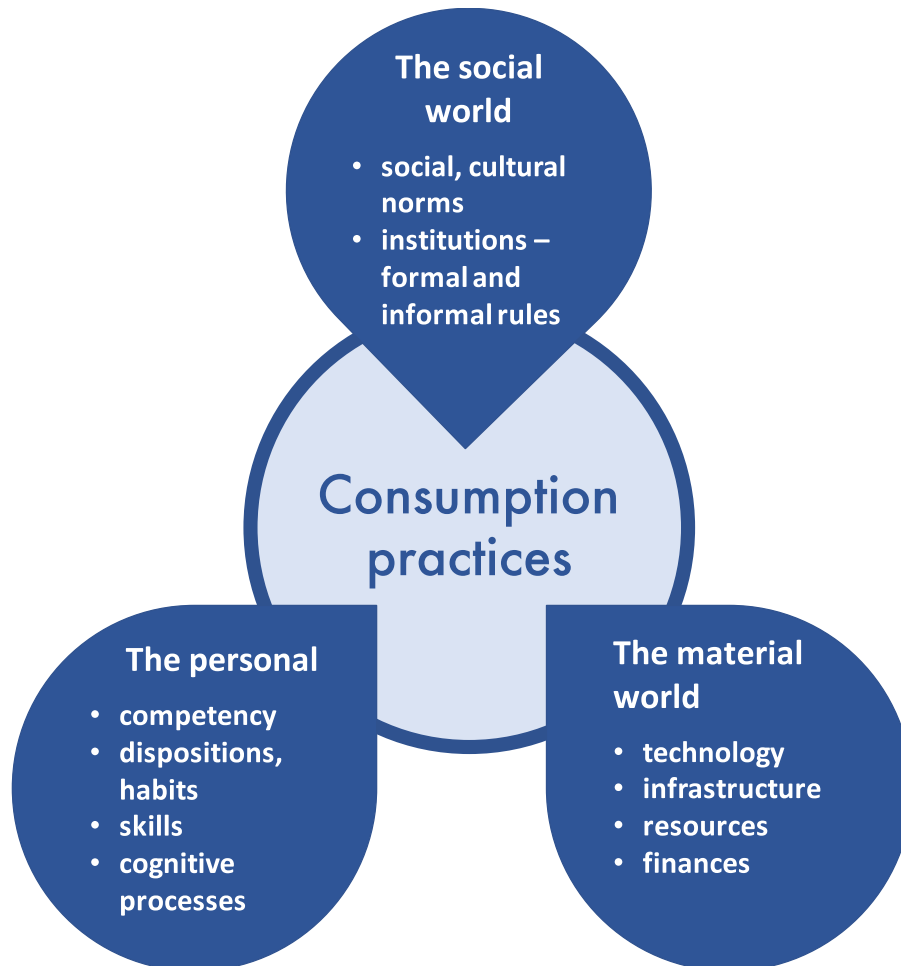 The social
world
• social, cultural
norms
• institutions –
formal and
informal rules
Consumption
practices
The personal
• competency
• dispositions,
habits
• skills
• cognitive
processes
The material
world
• technology
• infrastructure
• resources
• finances